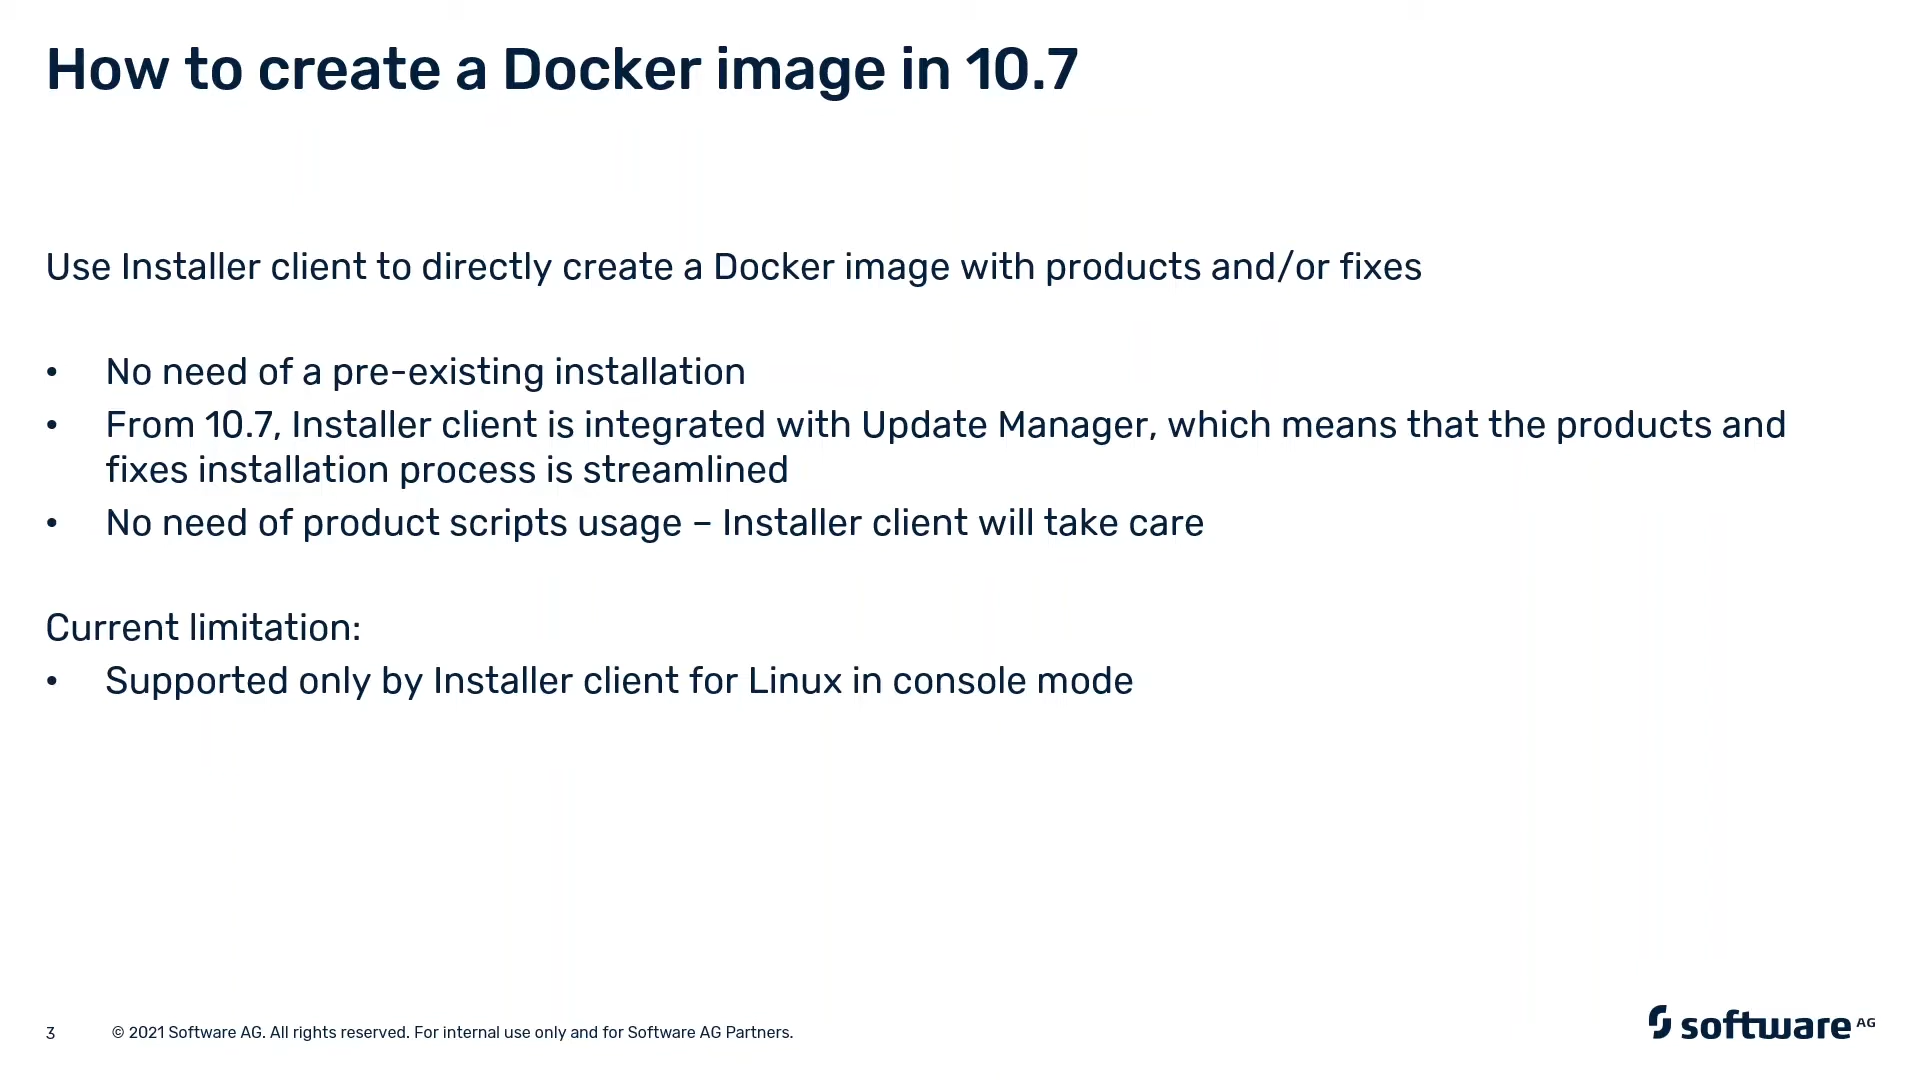 How to create a Docker image in 10.7
Use Installer client to directly create a Docker image with products and/or fixes
• No need of a pre-existing installation
• From 10.7, Installer client is integrated with Update Manager, which means that the products and
fixes installation process is streamlined
• No need of product scripts usage – Installer client will take care
Current limitation:
• Supported only by Installer client for Linux in console mode
3 © 2021 Software AG. All rights reserved. For internal use only and for Software AG Partners.
software AG